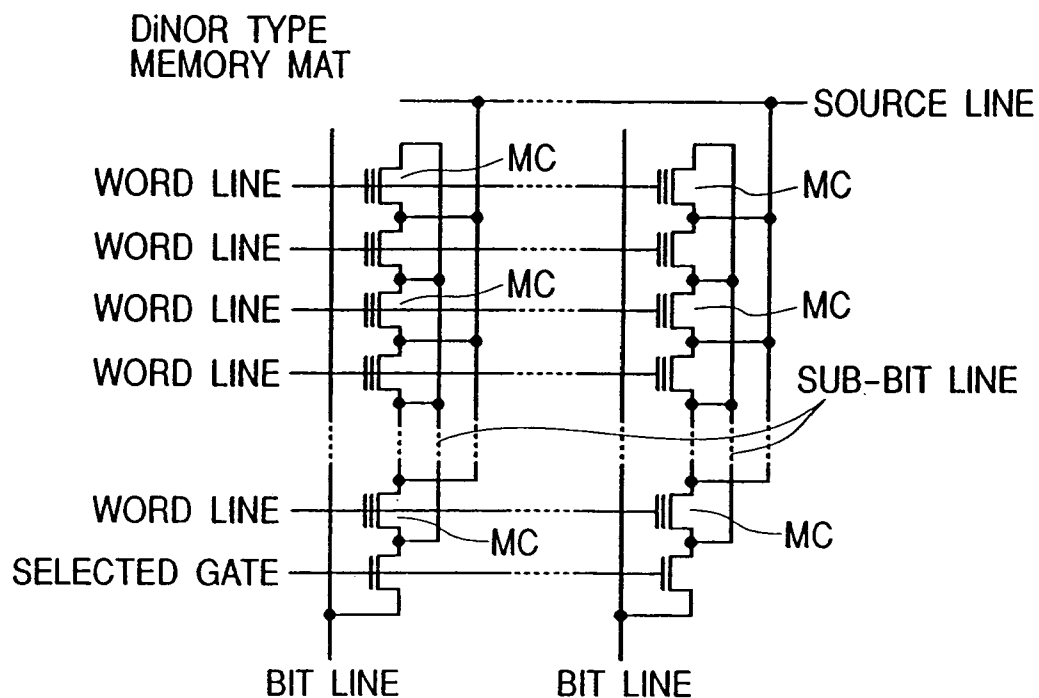 DiNOR TYPE
MEMORY MAT
SOURCE LINE
WORD LINE
MC
MC
WORD LINE
WORD LINE
MC
MC
WORD LINE
SUB-BIT LINE
WORD LINE
MC
MC
SELECTED GATE
BIT LINE
BIT LINE